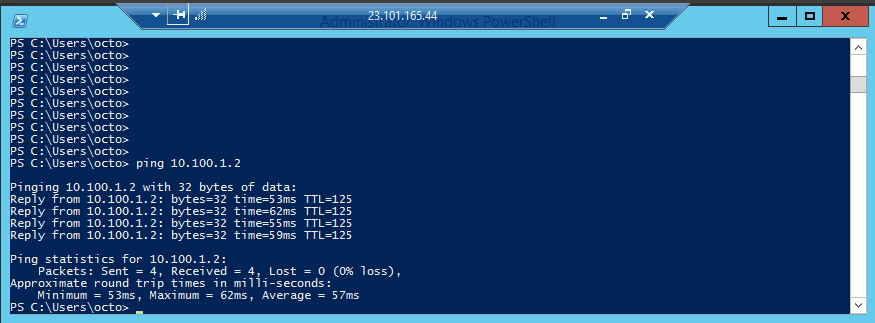 23.101.165.44
Administrator: Windows PowerShell
PS C:\Users\octo>
PS C:\Users\octo>
PS C:\Users\octo>
PS C:\Users\octo>
PS C:\Users\octo>
PS C:\Users\octo>
PS C:\Users\octo>
PS C:\Users\octo>
PS C:\Users\octo>
PS C:\Users\octo>
PS C:\Users\octo> ping 10.100.1.2
Pinging 10.100.1.2 with 32 bytes of data:
Reply from 10.100.1.2: bytes=32 time=53ms TTL=125
Reply from 10.100.1.2: bytes=32 time=62ms TTL=125
Reply from 10.100.1.2: bytes=32 time=55ms TTL=125
Reply from 10.100.1.2: bytes=32 time=59ms TTL=125
Ping statistics for 10.100.1.2:
    Packets: Sent = 4, Received = 4, Lost = 0 (0% loss),
Approximate round trip times in milli-seconds:
    Minimum = 53ms, Maximum = 62ms, Average = 57ms
PS C:\Users\octo>